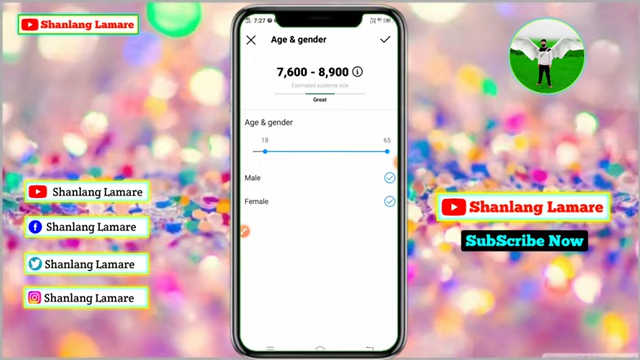 Shanlang Lamare
7:27
Age & gender
7,600 - 8,900
Estimated audience size
Great
Age & gender
18 65
Male
Female
Shanlang Lamare
Shanlang Lamare
Shanlang Lamare
Shanlang Lamare
Shanlang Lamare
SubScribe Now